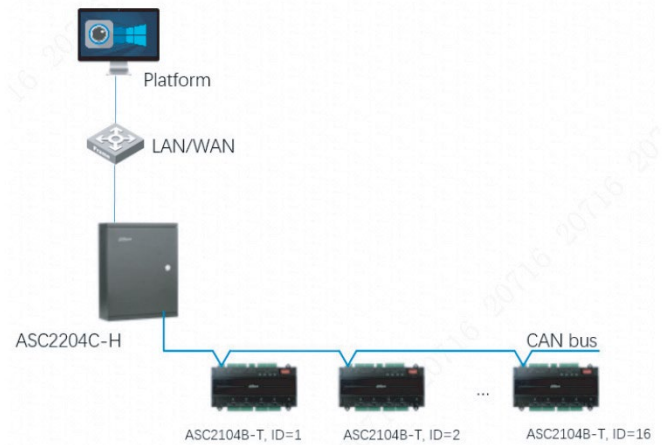 Platform
LAN/WAN
ASC2204C-H
CAN bus
...
ASC2104B-T, ID=1
ASC2104B-T, ID=2
ASC2104B-T, ID=16